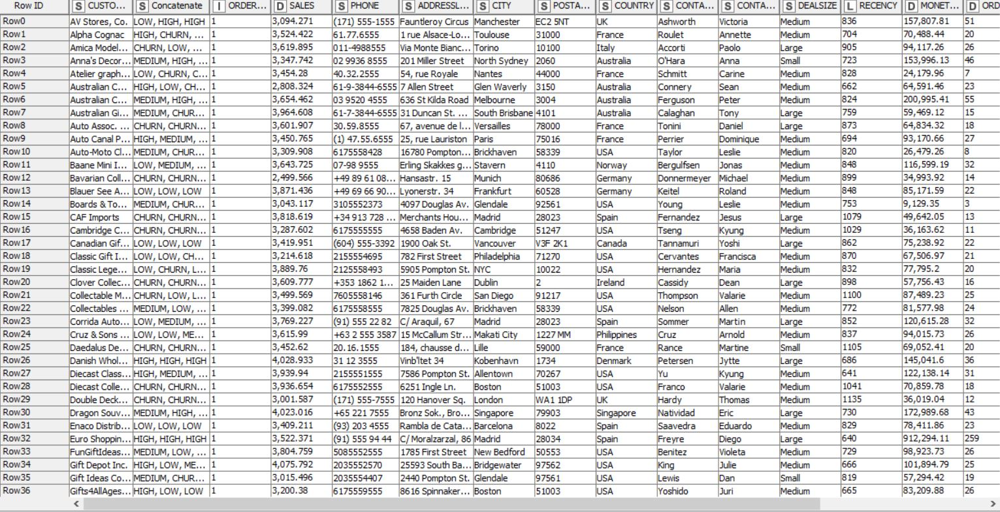 Row ID S CUSTO... S Concatenate I ORDER... D SALES S PHONE S ADDRESSL... S CITY S POSTA... S COUNTRY S CONTA... S CONTA... S DEALSIZE L RECENCY D MONET... D ORD
Row0 AV Stores, Co. LOW, HIGH, HIGH 1 3,094.271 (171) 555-1555 Fauntleroy Circus Manchester EC2 5NT UK Ashworth Victoria Medium 836 157,807.81 51
Row1 Alpha Cognac HIGH, CHURN, ... 1 3,524.422 61.77.6555 1 rue Alsace-Lo... Toulouse 31000 France Roulet Annette Medium 704 70,488.44 20
Row2 Amica Model... CHURN, LOW, ... 1 3,619.895 011-4988555 Via Monte Bianc... Torino 10100 Italy Accorti Paolo Large 905 94,117.26 26
Row3 Anna's Decor... MEDIUM, HIGH, ... 1 3,347.742 02 9936 8555 201 Miller Street North Sydney 2060 Australia O'Hara Anna Small 723 153,996.13 46
Row4 Atelier graph... LOW, CHURN, C... 1 3,454.28 40.32.2555 54, rue Royale Nantes 44000 France Schmitt Carine Medium 828 24,179.96 7
Row5 Australian C... HIGH, LOW, CH... 1 2,808.324 61-9-3844-6555 7 Allen Street Glen Waverly 3150 Australia Connery Sean Medium 662 64,591.46 23
Row6 Australian C... MEDIUM, HIGH, ... 1 3,654.462 03 9520 4555 636 St Kilda Road Melbourne 3004 Australia Ferguson Peter Medium 824 200,995.41 55
Row7 Australian Gi... MEDIUM, CHUR... 1 3,964.608 61-7-3844-6555 31 Duncan St. ... South Brisbane 4101 Australia Calaghan Tony Large 759 59,469.12 15
Row8 Auto Assoc. ... CHURN, CHURN... 1 3,601.907 30.59.8555 67, avenue de l... Versailles 78000 France Tonini Daniel Large 873 64,834.32 18
Row9 Auto Canal P... HIGH, MEDIUM, ... 1 3,450.765 (1) 47.55.6555 25, rue Lauriston Paris 75016 France Perrier Dominique Medium 694 93,170.66 27
Row10 Auto-Moto Cl... MEDIUM, CHUR... 1 3,309.908 6175558428 16780 Pompton... Brickhaven 58339 USA Taylor Leslie Medium 820 26,479.26 8
Row11 Baane Mini I... LOW, MEDIUM, ... 1 3,643.725 07-98 9555 Erling Skakkes g... Stavern 4110 Norway Bergulfsen Jonas Medium 848 116,599.19 32
Row12 Bavarian Coll... CHURN, CHURN... 1 2,499.566 +49 89 61 08... Hansastr. 15 Munich 80686 Germany Donnermeyer Michael Medium 899 34,993.92 14
Row13 Blauer See A... LOW, LOW, LOW 1 3,871.436 +49 69 66 90... Lyonerstr. 34 Frankfurt 60528 Germany Keitel Roland Medium 848 85,171.59 22
Row14 Boards & To... MEDIUM, CHUR... 1 3,043.117 3105552373 4097 Douglas Av. Glendale 92561 USA Young Leslie Medium 753 9,129.35 3
Row15 CAF Imports CHURN, CHURN... 1 3,818.619 +34 913 728 ... Merchants Hou... Madrid 28023 Spain Fernandez Jesus Large 1079 49,642.05 13
Row16 Cambridge C... CHURN, CHURN... 1 3,287.602 6175555555 4658 Baden Av. Cambridge 51247 USA Tseng Kyung Medium 1029 36,163.62 11
Row17 Canadian Gif... LOW, LOW, LOW 1 3,419.951 (604) 555-3392 1900 Oak St. Vancouver V3F 2K1 Canada Tannamuri Yoshi Large 862 75,238.92 22
Row18 Classic Gift I... LOW, LOW, CH... 1 3,214.618 2155554695 782 First Street Philadelphia 71270 USA Cervantes Francisca Medium 870 67,506.97 21
Row19 Classic Lege... LOW, CHURN, L... 1 3,889.76 2125558493 5905 Pompton St. NYC 10022 USA Hernandez Maria Medium 832 77,795.2 20
Row20 Clover Collec... CHURN, CHURN... 1 3,609.777 +353 1862 1... 25 Maiden Lane Dublin 2 Ireland Cassidy Dean Large 898 57,756.43 16
Row21 Collectable M... CHURN, LOW, L... 1 3,499.569 7605558146 361 Furth Circle San Diego 91217 USA Thompson Valarie Medium 1100 87,489.23 25
Row22 Collectables ... MEDIUM, LOW, ... 1 3,399.082 6175558555 7825 Douglas Av. Brickhaven 58339 USA Nelson Allen Medium 772 81,577.98 24
Row23 Corrida Auto... LOW, MEDIUM, ... 1 3,769.227 (91) 555 22 82 C/ Araquil, 67 Madrid 28023 Spain Sommer Martin Large 852 120,615.28 32
Row24 Cruz & Sons ... LOW, LOW, ME... 1 3,615.99 +63 2 555 3587 15 McCallum Str... Makati City 1227 MM Philippines Cruz Arnold Medium 837 94,015.73 26
Row25 Daedalus De... CHURN, CHURN... 1 3,452.62 20.16.1555 184, chausse d... Lille 59000 France Rance Martine Small 1105 69,052.41 20
Row26 Danish Whol... HIGH, HIGH, HIGH 1 4,028.933 31 12 3555 Vinb'ltet 34 Kobenhavn 1734 Denmark Petersen Jytte Large 686 145,041.6 36
Row27 Diecast Class... HIGH, MEDIUM, ... 1 3,939.94 2155551555 7586 Pompton St. Allentown 70267 USA Yu Kyung Medium 641 122,138.14 31
Row28 Diecast Colle... CHURN, CHURN... 1 3,936.654 6175552555 6251 Ingle Ln. Boston 51003 USA Franco Valarie Medium 1041 70,859.78 18
Row29 Double Deck... CHURN, CHURN... 1 3,001.587 (171) 555-7555 120 Hanover Sq. London WA1 1DP UK Hardy Thomas Medium 1135 36,019.04 12
Row30 Dragon Souv... MEDIUM, HIGH, ... 1 4,023.016 +65 221 7555 Bronz Sok., Bro... Singapore 79903 Singapore Natividad Eric Large 730 172,989.68 43
Row31 Enaco Distrib... LOW, LOW, LOW 1 3,409.211 (93) 203 4555 Rambla de Cata... Barcelona 8022 Spain Saavedra Eduardo Medium 829 78,411.86 23
Row32 Euro Shoppin... HIGH, HIGH, HIGH 1 3,522.371 (91) 555 94 44 C/ Moralzarzal, 86 Madrid 28034 Spain Freyre Diego Large 640 912,294.11 259
Row33 FunGiftIdeas... MEDIUM, LOW, ... 1 3,804.759 5085552555 1785 First Street New Bedford 50553 USA Benitez Violeta Medium 729 98,923.73 26
Row34 Gift Depot Inc. HIGH, LOW, ME... 1 4,075.792 2035552570 25593 South Ba... Bridgewater 97562 USA King Julie Medium 666 101,894.79 25
Row35 Gift Ideas Co... MEDIUM, CHUR... 1 3,015.496 2035554407 2440 Pompton St. Glendale 97561 USA Lewis Dan Small 819 57,294.42 19
Row36 Gifts4AllAges... HIGH, LOW, LOW 1 3,200.38 6175559555 8616 Spinnaker... Boston 51003 USA Yoshido Juri Medium 665 83,209.88 26